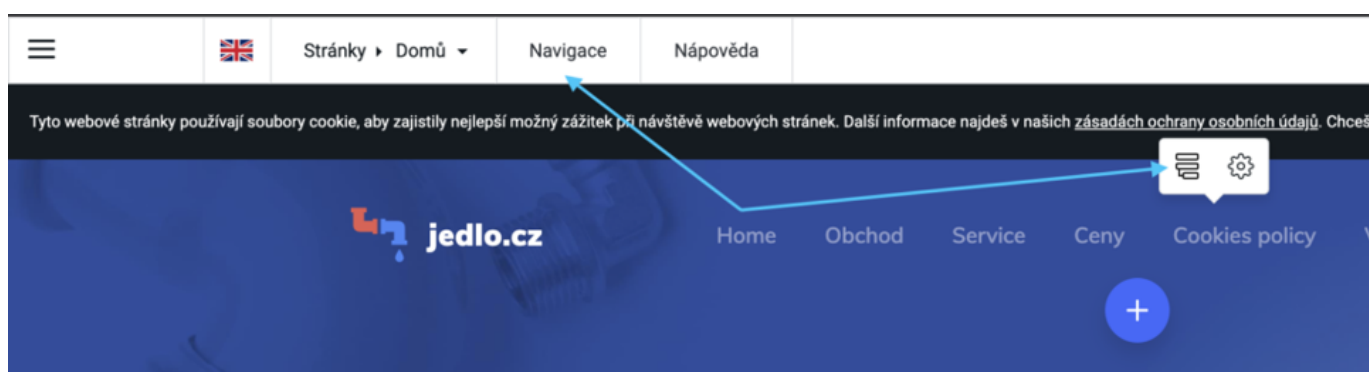 Stránky ▸ Domů ▾ Navigace Nápověda
Tyto webové stránky používají soubory cookie, aby zajistily nejlepší možný zážitek při návštěvě webových stránek. Další informace najdeš v našich zásadách ochrany osobních údajů. Chceš
jedlo.cz Home Obchod Service Ceny Cookies policy